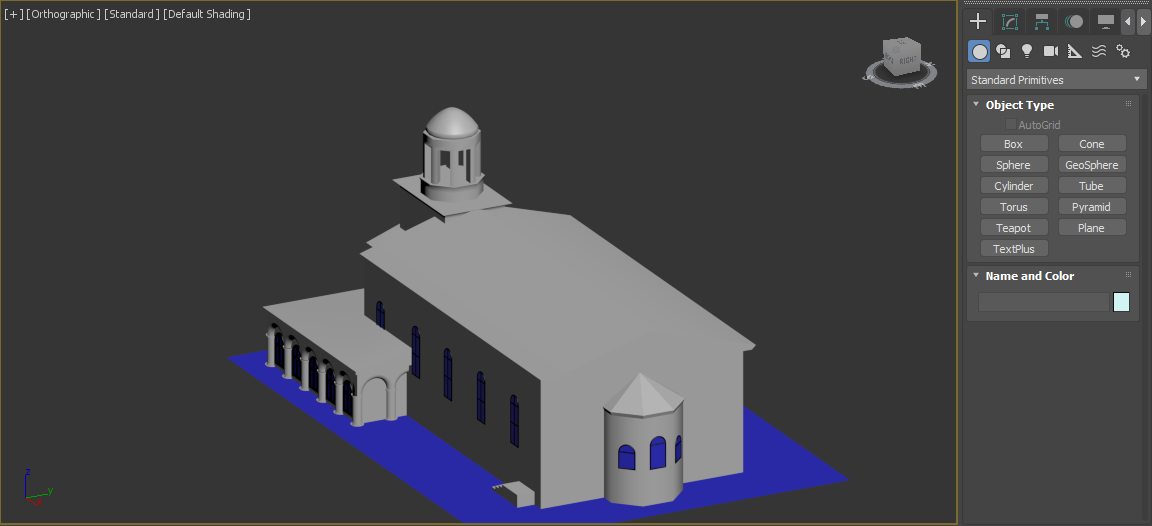 [+] [Orthographic] [Standard] [Default Shading]
RIGHT
Standard Primitives
Object Type
AutoGrid
Box Cone
Sphere GeoSphere
Cylinder Tube
Torus Pyramid
Teapot Plane
TextPlus
Name and Color
z
y